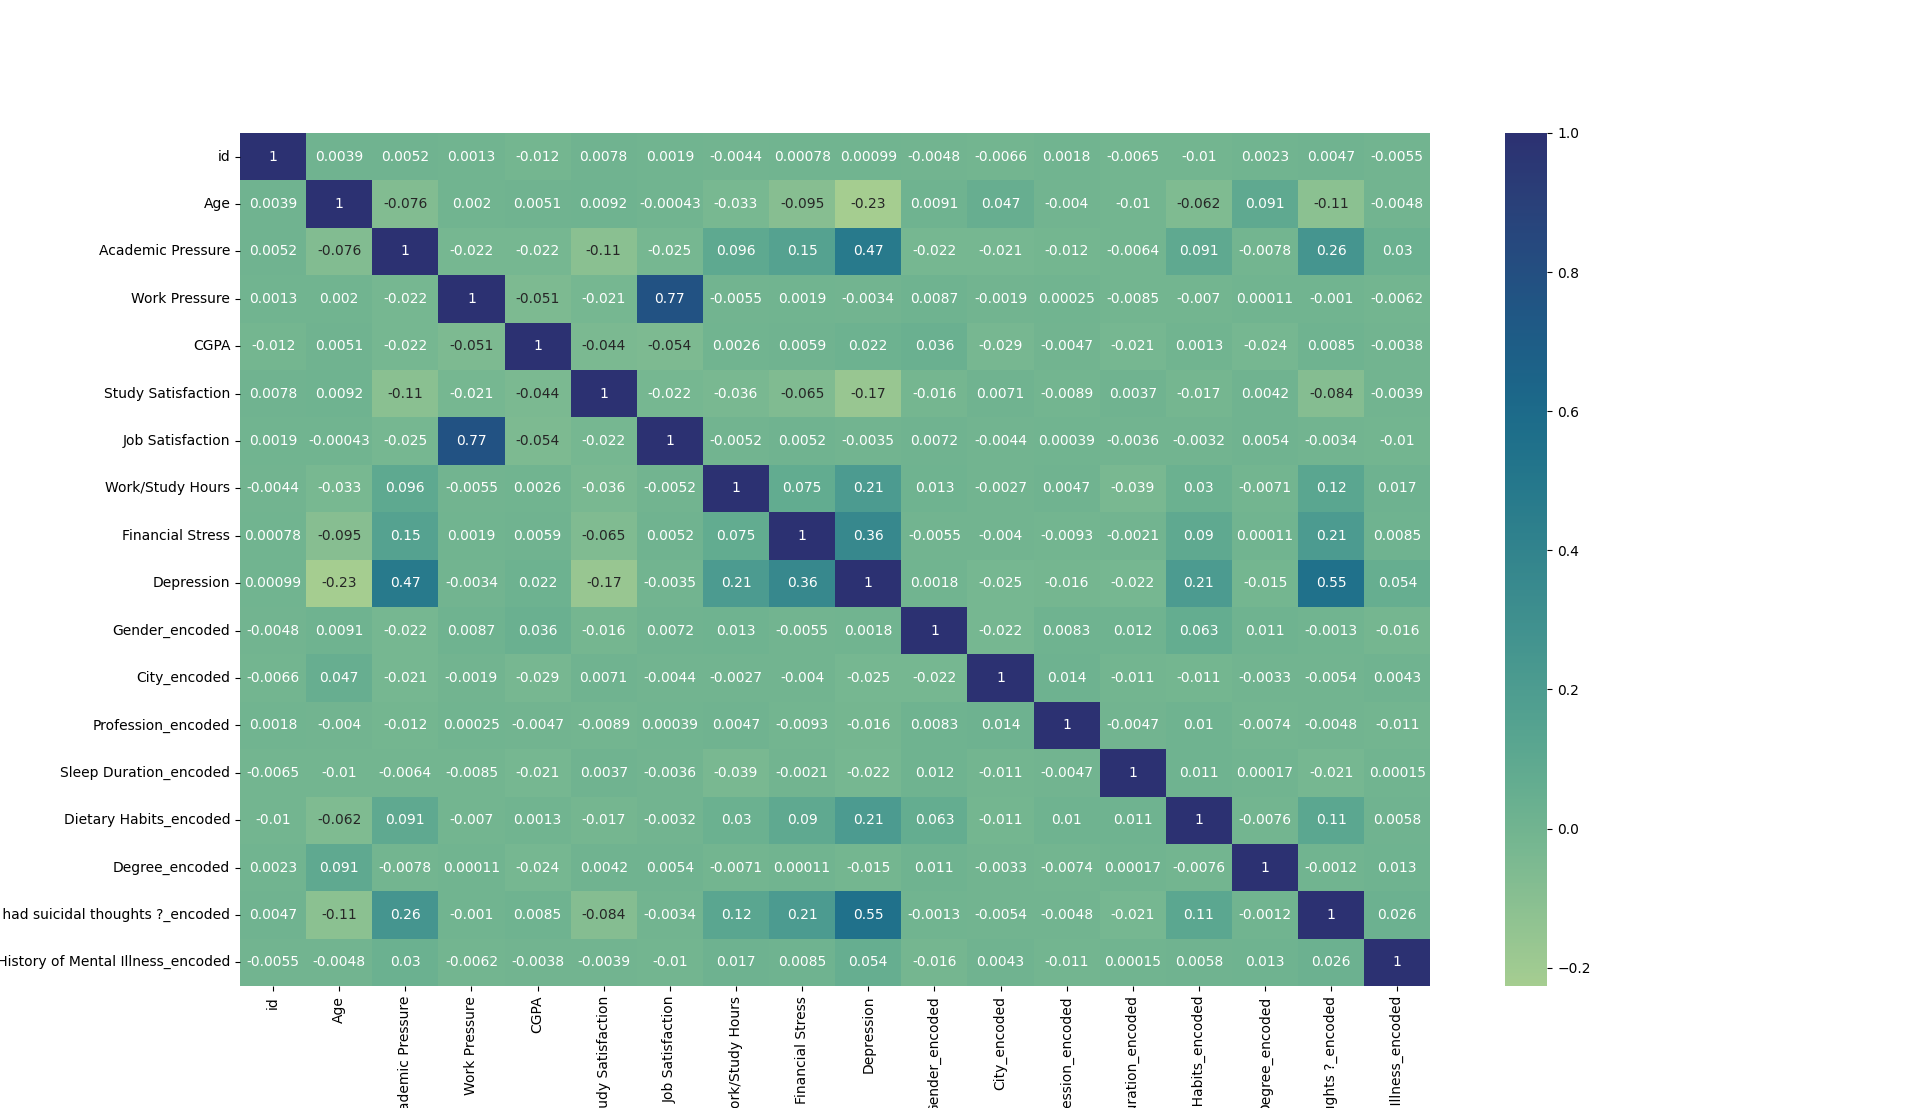 id 1 0.0039 0.0052 0.0013 -0.012 0.0078 0.0019 -0.0044 0.00078 0.00099 -0.0048 -0.0066 0.0018 -0.0065 -0.01 0.0023 0.0047 -0.0055
Age 0.0039 1 -0.076 0.002 0.0051 0.0092 -0.00043 -0.033 -0.095 -0.23 0.0091 0.047 -0.004 -0.01 -0.062 0.091 -0.11 -0.0048
Academic Pressure 0.0052 -0.076 1 -0.022 -0.022 -0.11 -0.025 0.096 0.15 0.47 -0.022 -0.021 -0.012 -0.0064 0.091 -0.0078 0.26 0.03
Work Pressure 0.0013 0.002 -0.022 1 -0.051 -0.021 0.77 -0.0055 0.0019 -0.0034 0.0087 -0.0019 0.00025 -0.0085 -0.007 0.00011 -0.001 -0.0062
CGPA -0.012 0.0051 -0.022 -0.051 1 -0.044 -0.054 0.0026 0.0059 0.022 0.036 -0.029 -0.0047 -0.021 0.0013 -0.024 0.0085 -0.0038
Study Satisfaction 0.0078 0.0092 -0.11 -0.021 -0.044 1 -0.022 -0.036 -0.065 -0.17 -0.016 0.0071 -0.0089 0.0037 -0.017 0.0042 -0.084 -0.0039
Job Satisfaction 0.0019 -0.00043 -0.025 0.77 -0.054 -0.022 1 -0.0052 0.0052 -0.0035 0.0072 -0.0044 0.00039 -0.0036 -0.0032 0.0054 -0.0034 -0.01
Work/Study Hours -0.0044 -0.033 0.096 -0.0055 0.0026 -0.036 -0.0052 1 0.075 0.21 0.013 -0.0027 0.0047 -0.039 0.03 -0.0071 0.12 0.017
Financial Stress 0.00078 -0.095 0.15 0.0019 0.0059 -0.065 0.0052 0.075 1 0.36 -0.0055 -0.004 -0.0093 -0.0021 0.09 0.00011 0.21 0.0085
Depression 0.00099 -0.23 0.47 -0.0034 0.022 -0.17 -0.0035 0.21 0.36 1 0.0018 -0.025 -0.016 -0.022 0.21 -0.015 0.55 0.054
Gender_encoded -0.0048 0.0091 -0.022 0.0087 0.036 -0.016 0.0072 0.013 -0.0055 0.0018 1 -0.022 0.0083 0.012 0.063 0.011 -0.0013 -0.016
City_encoded -0.0066 0.047 -0.021 -0.0019 -0.029 0.0071 -0.0044 -0.0027 -0.004 -0.025 -0.022 1 0.014 -0.011 -0.011 -0.0033 -0.0054 0.0043
Profession_encoded 0.0018 -0.004 -0.012 0.00025 -0.0047 -0.0089 0.00039 0.0047 -0.0093 -0.016 0.0083 0.014 1 -0.0047 0.01 -0.0074 -0.0048 -0.011
Sleep Duration_encoded -0.0065 -0.01 -0.0064 -0.0085 -0.021 0.0037 -0.0036 -0.039 -0.0021 -0.022 0.012 -0.011 -0.0047 1 0.011 0.00017 -0.021 0.00015
Dietary Habits_encoded -0.01 -0.062 0.091 -0.007 0.0013 -0.017 -0.0032 0.03 0.09 0.21 0.063 -0.011 0.01 0.011 1 -0.0076 0.11 0.0058
Degree_encoded 0.0023 0.091 -0.0078 0.00011 -0.024 0.0042 0.0054 -0.0071 0.00011 -0.015 0.011 -0.0033 -0.0074 0.00017 -0.0076 1 -0.0012 0.013
had suicidal thoughts ?_encoded 0.0047 -0.11 0.26 -0.001 0.0085 -0.084 -0.0034 0.12 0.21 0.55 -0.0013 -0.0054 -0.0048 -0.021 0.11 -0.0012 1 0.026
History of Mental Illness_encoded -0.0055 -0.0048 0.03 -0.0062 -0.0038 -0.0039 -0.01 0.017 0.0085 0.054 -0.016 0.0043 -0.011 0.00015 0.0058 0.013 0.026 1
id
Age
ademic Pressure
Work Pressure
CGPA
udy Satisfaction
Job Satisfaction
ork/Study Hours
Financial Stress
Depression
Gender_encoded
City_encoded
ession_encoded
uration_encoded
Habits_encoded
Degree_encoded
ughts ?_encoded
Illness_encoded
1.0
0.8
0.6
0.4
0.2
0.0
−0.2